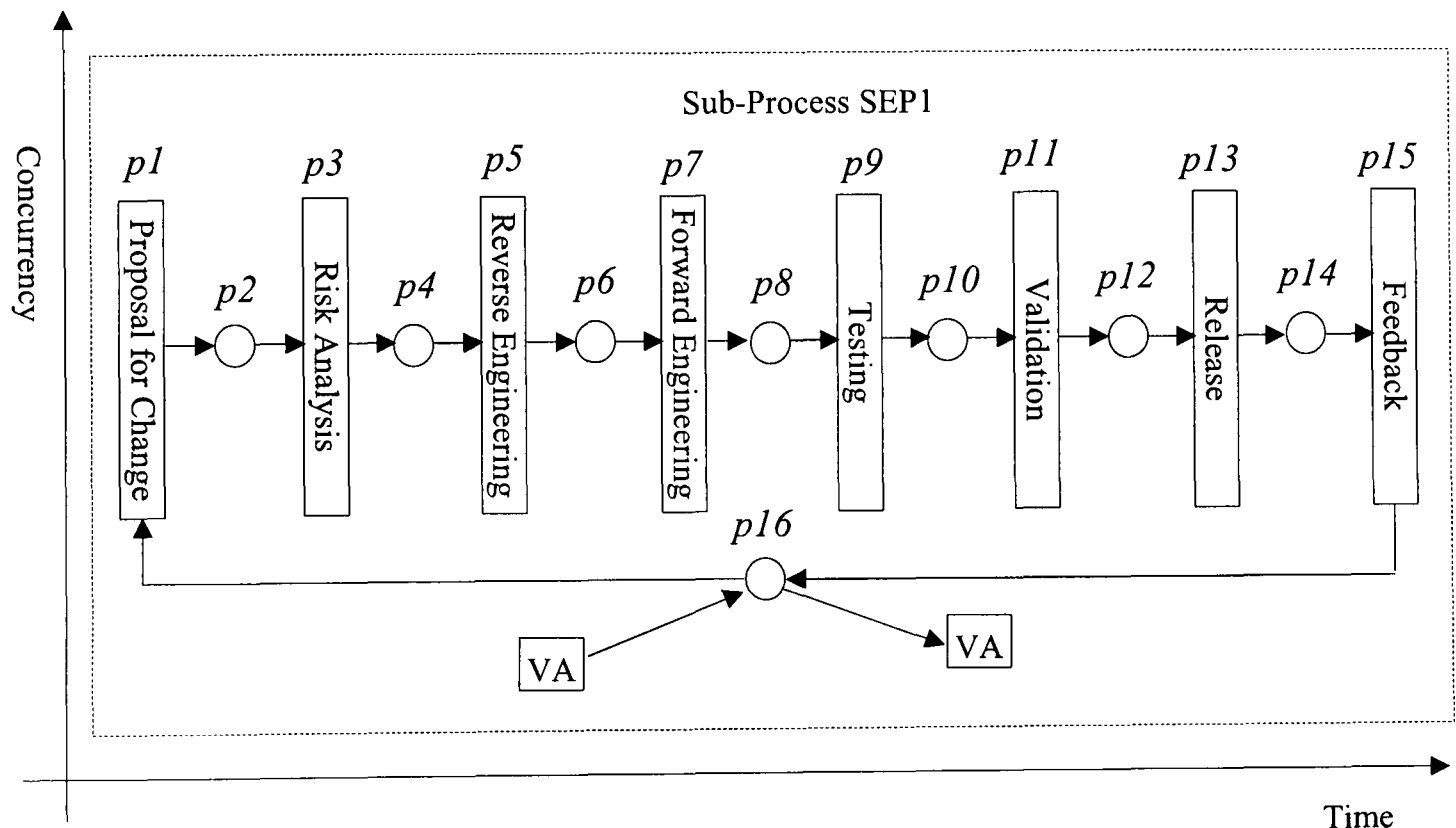 Sub-Process SEP1
Concurrency
p1
p3
p5
p7
p9
p11
p13
p15
Proposal for Change
p2
Risk Analysis
p4
Reverse Engineering
p6
Forward Engineering
p8
Testing
p10
Validation
p12
Release
p14
Feedback
p16
VA
VA
Time